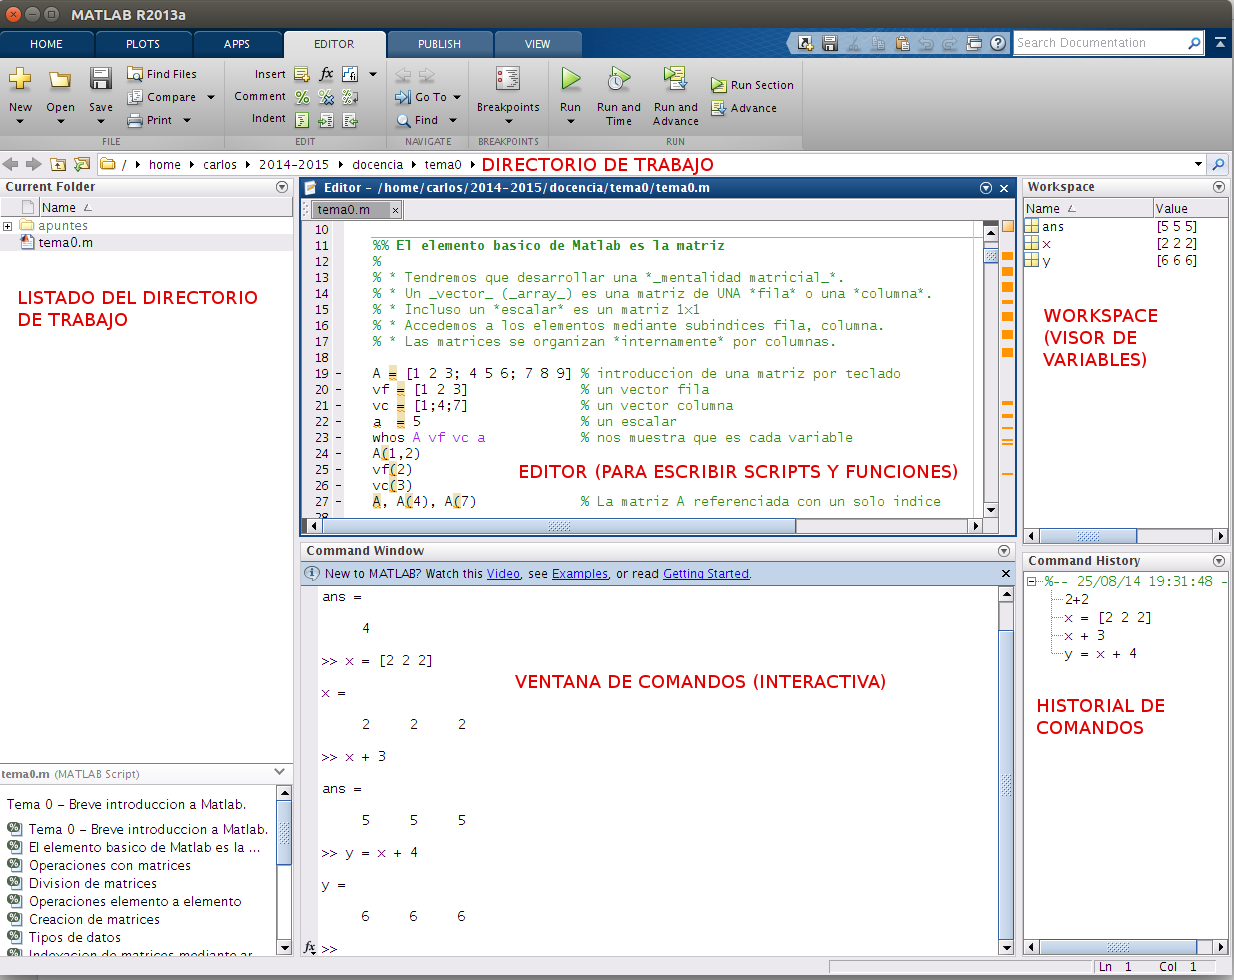 MATLAB R2013a
HOME PLOTS APPS EDITOR PUBLISH VIEW
Search Documentation
New Open Save
Find Files
Compare
Print
FILE
Insert
Comment
Indent
EDIT
Go To
Find
NAVIGATE
Breakpoints
BREAKPOINTS
Run Run and Time Run and Advance
Run Section
Advance
RUN
/ home carlos 2014-2015 docencia tema0 DIRECTORIO DE TRABAJO
Current Folder
Name
apuntes
tema0.m
LISTADO DEL DIRECTORIO
DE TRABAJO
tema0.m (MATLAB Script)
Tema 0 – Breve introduccion a Matlab.
Tema 0 – Breve introduccion a Matlab.
El elemento basico de Matlab es la ...
Operaciones con matrices
Division de matrices
Operaciones elemento a elemento
Creacion de matrices
Tipos de datos
Indexacion de matrices mediante ar
Editor - /home/carlos/2014-2015/docencia/tema0/tema0.m
tema0.m
10
11 %% El elemento basico de Matlab es la matriz
12 %
13 % * Tendremos que desarrollar una *_mentalidad matricial_*.
14 % * Un _vector_ (_array_) es una matriz de UNA *fila* o una *columna*.
15 % * Incluso un *escalar* es un matriz 1x1
16 % * Accedemos a los elementos mediante subindices fila, columna.
17 % * Las matrices se organizan *internamente* por columnas.
18
19 - A = [1 2 3; 4 5 6; 7 8 9] % introduccion de una matriz por teclado
20 - vf = [1 2 3] % un vector fila
21 - vc = [1;4;7] % un vector columna
22 - a = 5 % un escalar
23 - whos A vf vc a % nos muestra que es cada variable
24 - A(1,2)
25 - vf(2)
26 - vc(3)
27 - A, A(4), A(7) % La matriz A referenciada con un solo indice
28
EDITOR (PARA ESCRIBIR SCRIPTS Y FUNCIONES)
Command Window
New to MATLAB? Watch this Video, see Examples, or read Getting Started.
ans =
4
>> x = [2 2 2]
x =
2 2 2
>> x + 3
ans =
5 5 5
>> y = x + 4
y =
6 6 6
fx >>
VENTANA DE COMANDOS (INTERACTIVA)
Workspace
Name Value
ans [5 5 5]
x [2 2 2]
y [6 6 6]
WORKSPACE
(VISOR DE
VARIABLES)
Command History
%-- 25/08/14 19:31:48 -
2+2
x = [2 2 2]
x + 3
y = x + 4
HISTORIAL DE
COMANDOS
Ln 1 Col 1